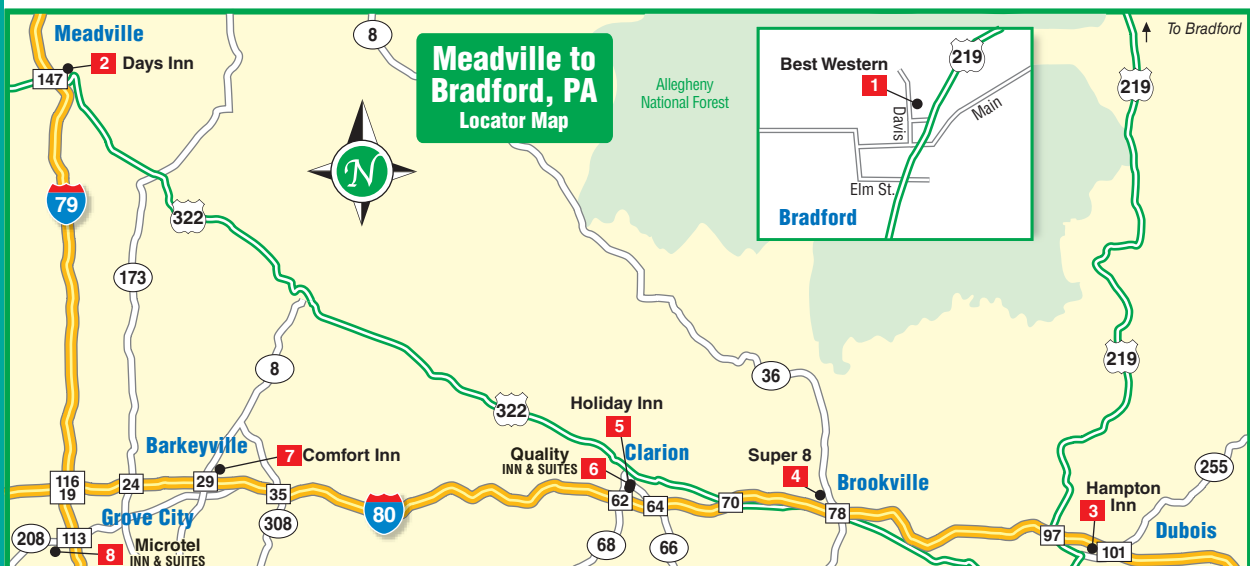 Meadville to
Bradford, PA
Locator Map
Meadville
2 Days Inn
147
8
Allegheny
National Forest
Best Western
1
219
Davis
Main
Elm St.
Bradford
To Bradford
219
79
N
322
173
219
8
36
322
Holiday Inn
5
Clarion
Quality
INN & SUITES
6
Barkeyville
7 Comfort Inn
Super 8
4
Brookville
255
Hampton
Inn
3
Dubois
116
19
24
29
35
80
62
64
70
78
97
101
Grove City
308
208
113
8
Microtel
INN & SUITES
68
66